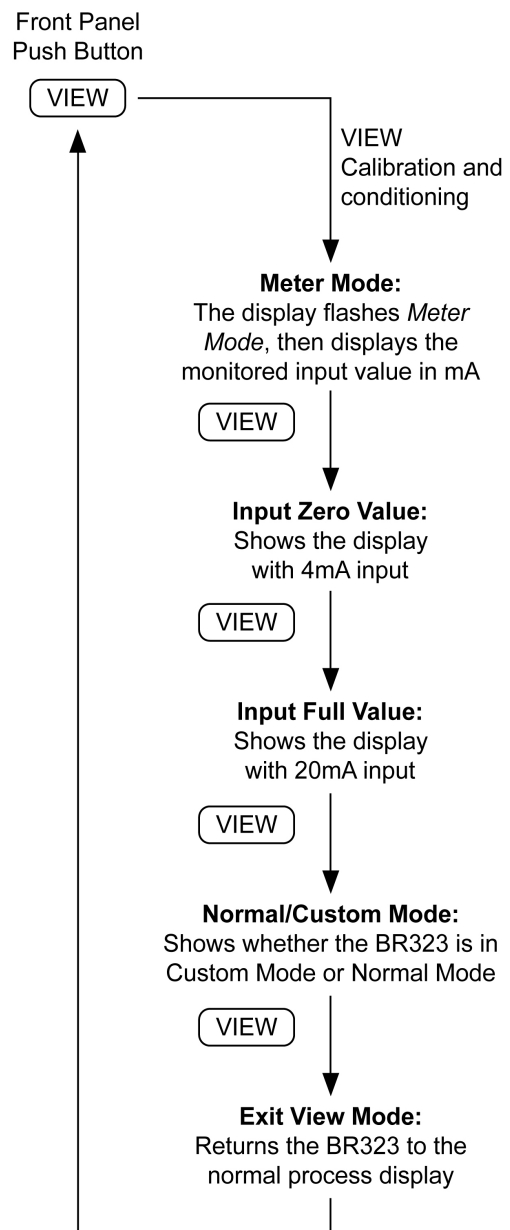 Front Panel
Push Button
VIEW
VIEW
Calibration and
conditioning
Meter Mode:
The display flashes Meter
Mode, then displays the
monitored input value in mA
VIEW
Input Zero Value:
Shows the display
with 4mA input
VIEW
Input Full Value:
Shows the display
with 20mA input
VIEW
Normal/Custom Mode:
Shows whether the BR323 is in
Custom Mode or Normal Mode
VIEW
Exit View Mode:
Returns the BR323 to the
normal process display